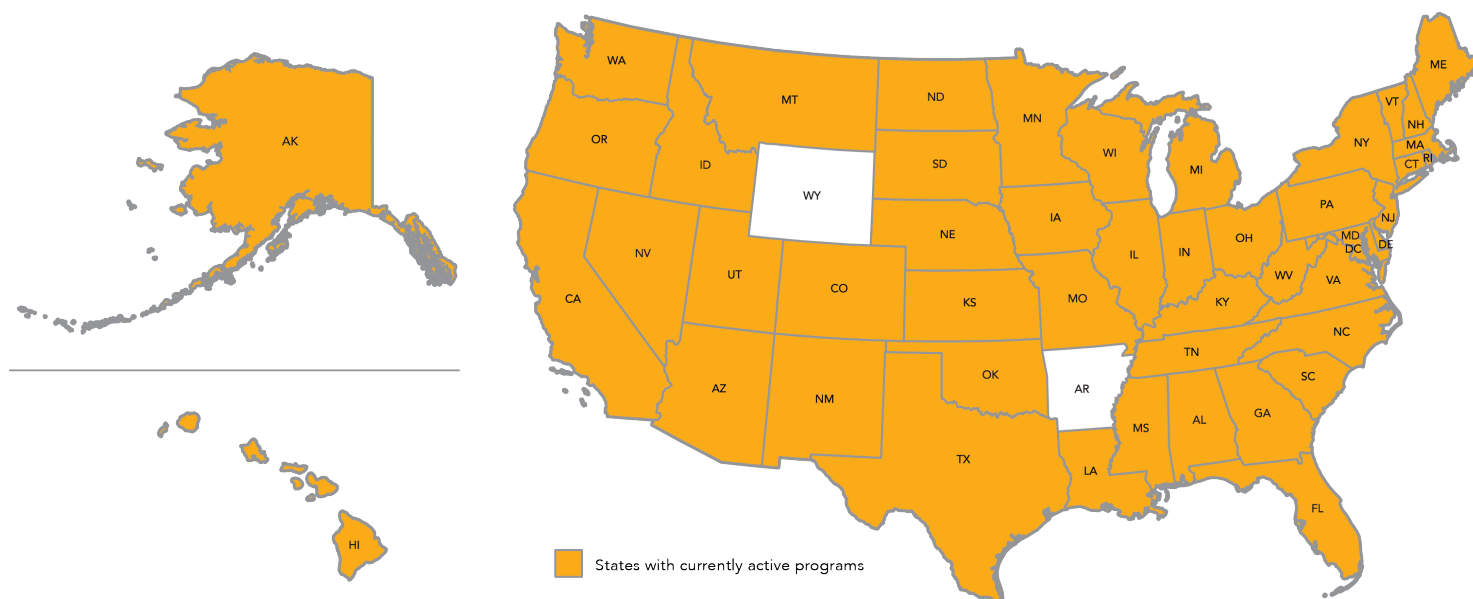 WA
MT
ND
MN
ME
VT
NH
NY
MA
CT
RI
AK
OR
ID
SD
WI
MI
WY
IA
NE
PA
NJ
OH
MD
DC
DE
NV
UT
CO
IL
IN
WV
VA
CA
KS
MO
KY
NC
TN
AZ
NM
OK
AR
SC
MS
AL
GA
TX
LA
FL
HI
States with currently active programs